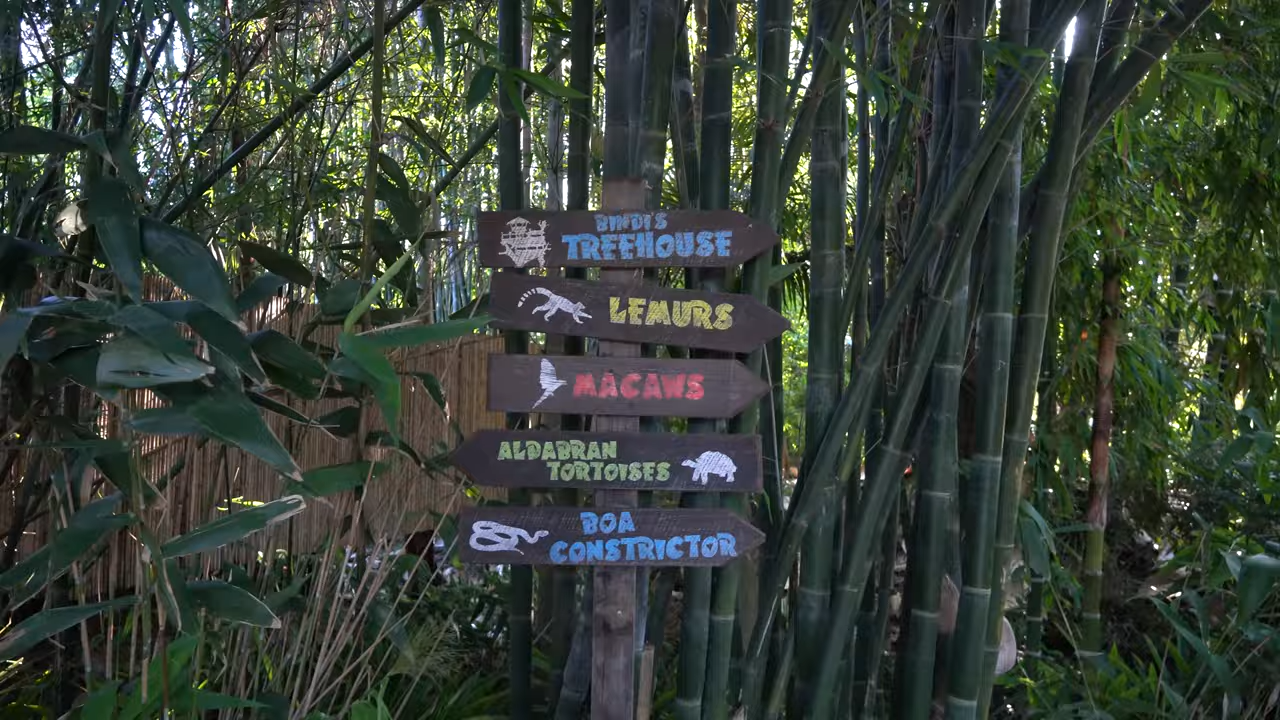 BINDI'S
TREEHOUSE
LEMURS
MACAWS
ALDABRAN
TORTOISES
BOA
CONSTRICTOR